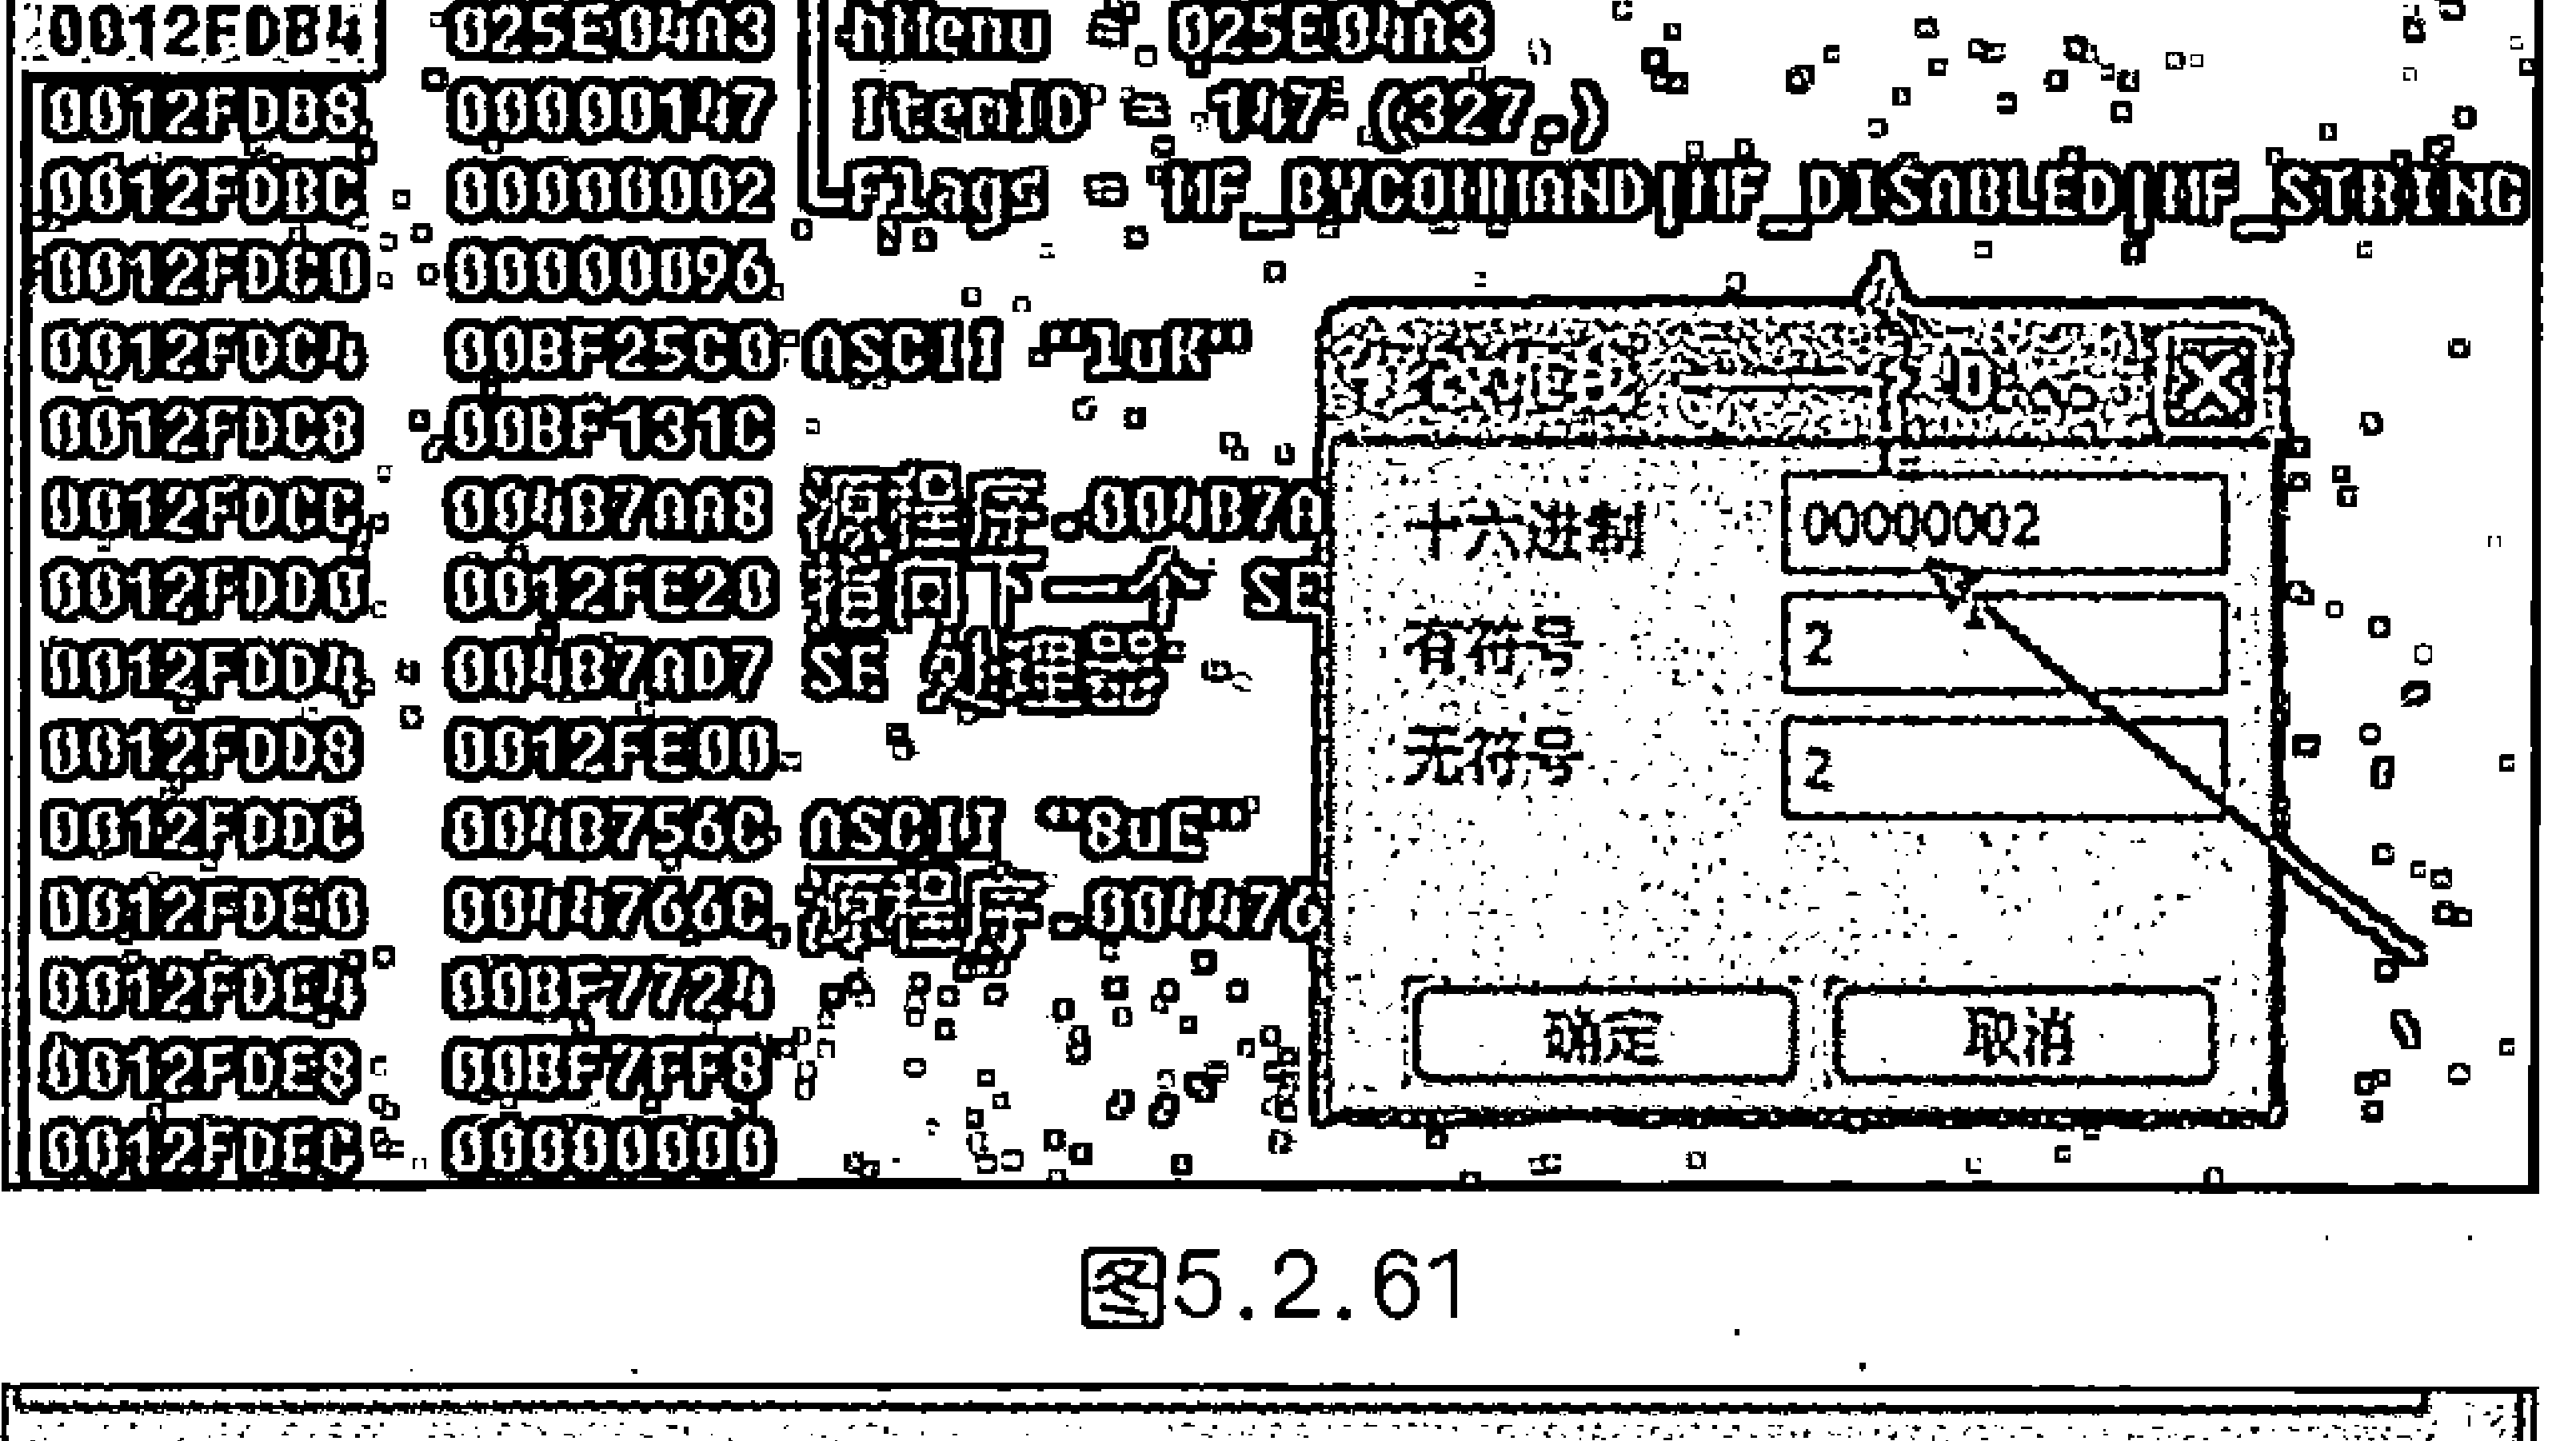 0012FDB4 025E04A3 hMenu = 025E04A3
0012FDB8 00000147 ItemID = 147 (327.)
0012FDBC 00000002 Flags = MF_BYCOMMAND|MF_DISABLED|MF_STRING
0012FDC0 00000096
0012FDC4 00BF25C0 ASCII "1uK"
0012FDC8 00BF131C
0012FDCC 004B7AA8 源程序.004B7A
0012FDD0 0012FE20 指向下一个 SE
0012FDD4 004B7AD7 SE 处理器
0012FDD8 0012FE00
0012FDDC 004B756C ASCII "8uE"
0012FDE0 0044766C 源程序.004476
0012FDE4 00BF7724
0012FDE8 00BF7FF8
0012FDEC 00000000
十六进制 00000002
有符号 2
无符号 2
确定 取消
图5.2.61